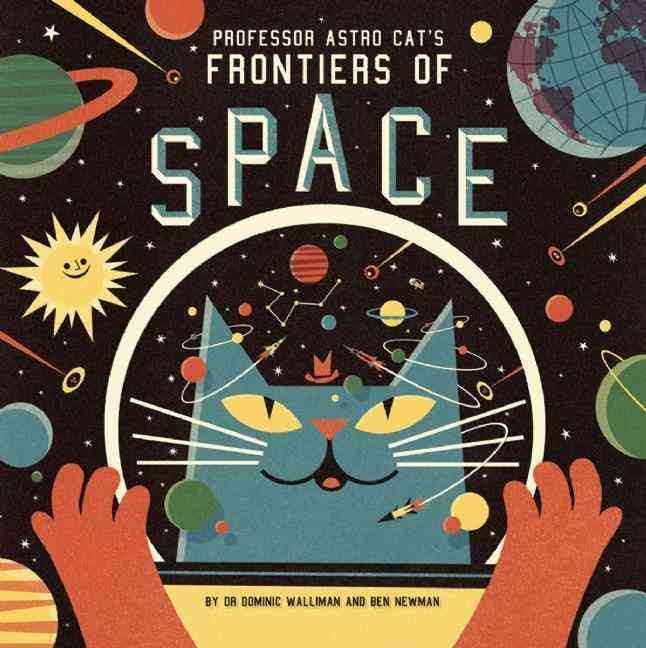 PROFESSOR ASTRO CAT'S
FRONTIERS OF
SPACE
BY DR DOMINIC WALLIMAN AND BEN NEWMAN